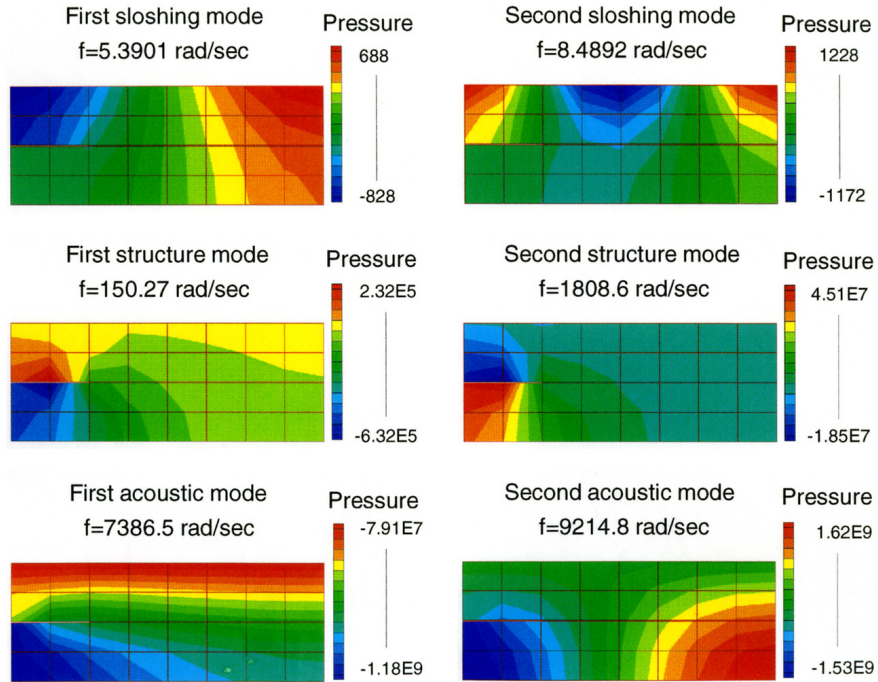 First sloshing mode
f=5.3901 rad/sec
Pressure
688
-828
Second sloshing mode
f=8.4892 rad/sec
Pressure
1228
-1172
First structure mode
f=150.27 rad/sec
Pressure
2.32E5
-6.32E5
Second structure mode
f=1808.6 rad/sec
Pressure
4.51E7
-1.85E7
First acoustic mode
f=7386.5 rad/sec
Pressure
-7.91E7
-1.18E9
Second acoustic mode
f=9214.8 rad/sec
Pressure
1.62E9
-1.53E9